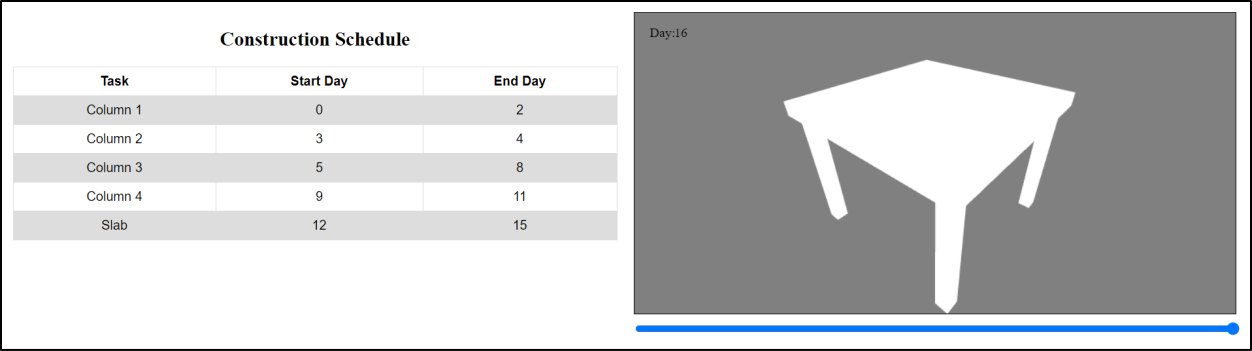 Construction Schedule
Task Start Day End Day
Column 1 0 2
Column 2 3 4
Column 3 5 8
Column 4 9 11
Slab 12 15
Day:16